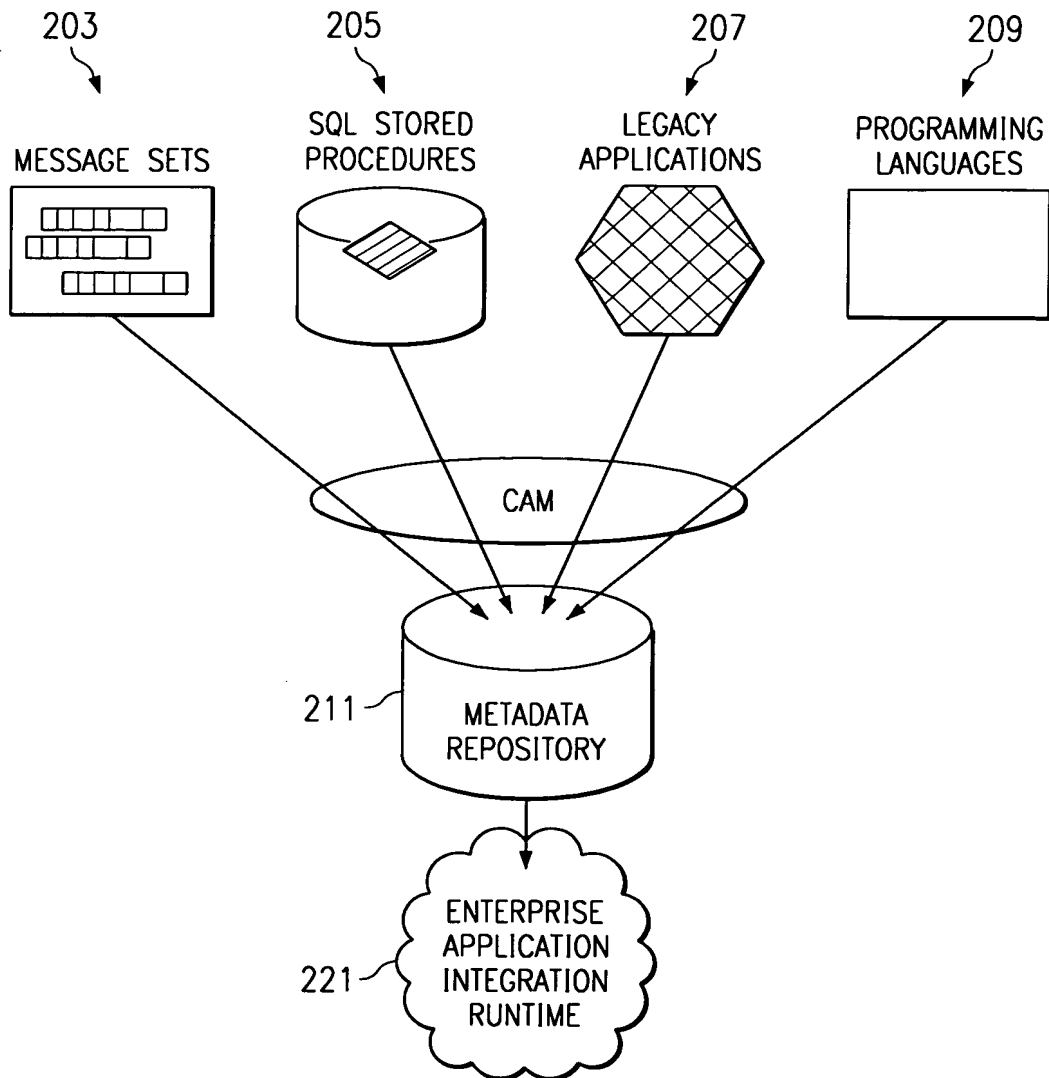 203
205
207
209
MESSAGE SETS
SQL STORED
PROCEDURES
LEGACY
APPLICATIONS
PROGRAMMING
LANGUAGES
CAM
211
METADATA
REPOSITORY
221
ENTERPRISE
APPLICATION
INTEGRATION
RUNTIME